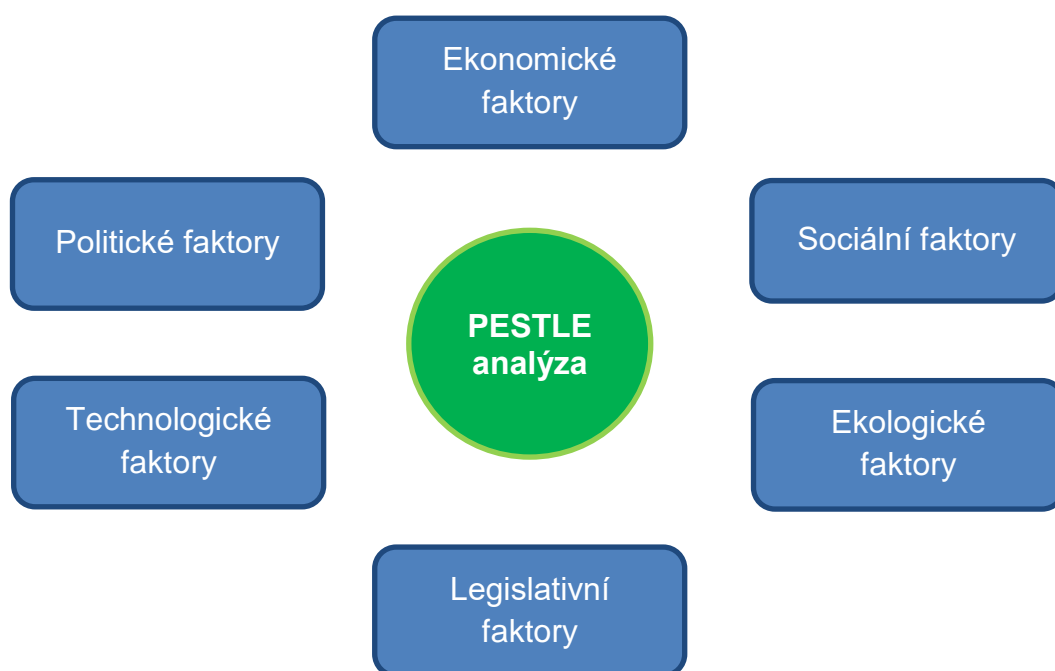 Ekonomické
faktory
Politické faktory
Sociální faktory
PESTLE
analýza
Technologické
faktory
Ekologické
faktory
Legislativní
faktory